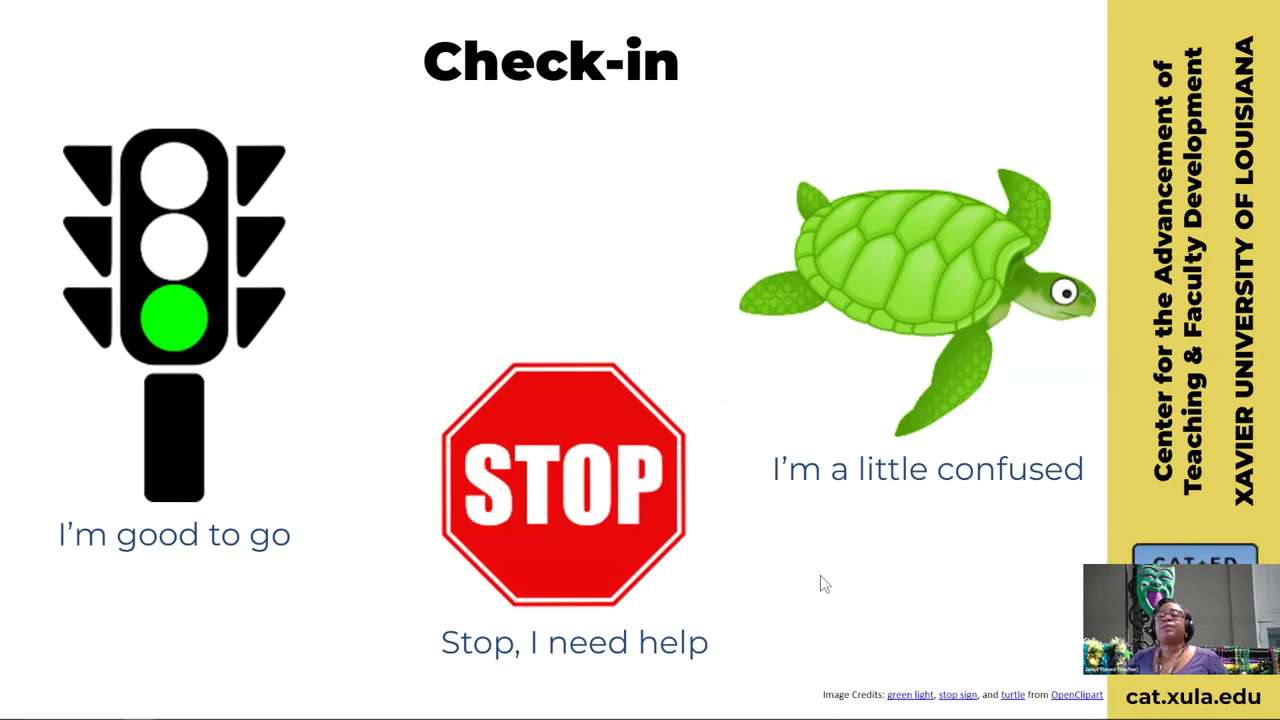 Check-in
I’m good to go
STOP
Stop, I need help
I’m a little confused
Image Credits: green light, stop sign, and turtle from OpenClipart
Center for the Advancement of
Teaching & Faculty Development
XAVIER UNIVERSITY OF LOUISIANA
cat.xula.edu